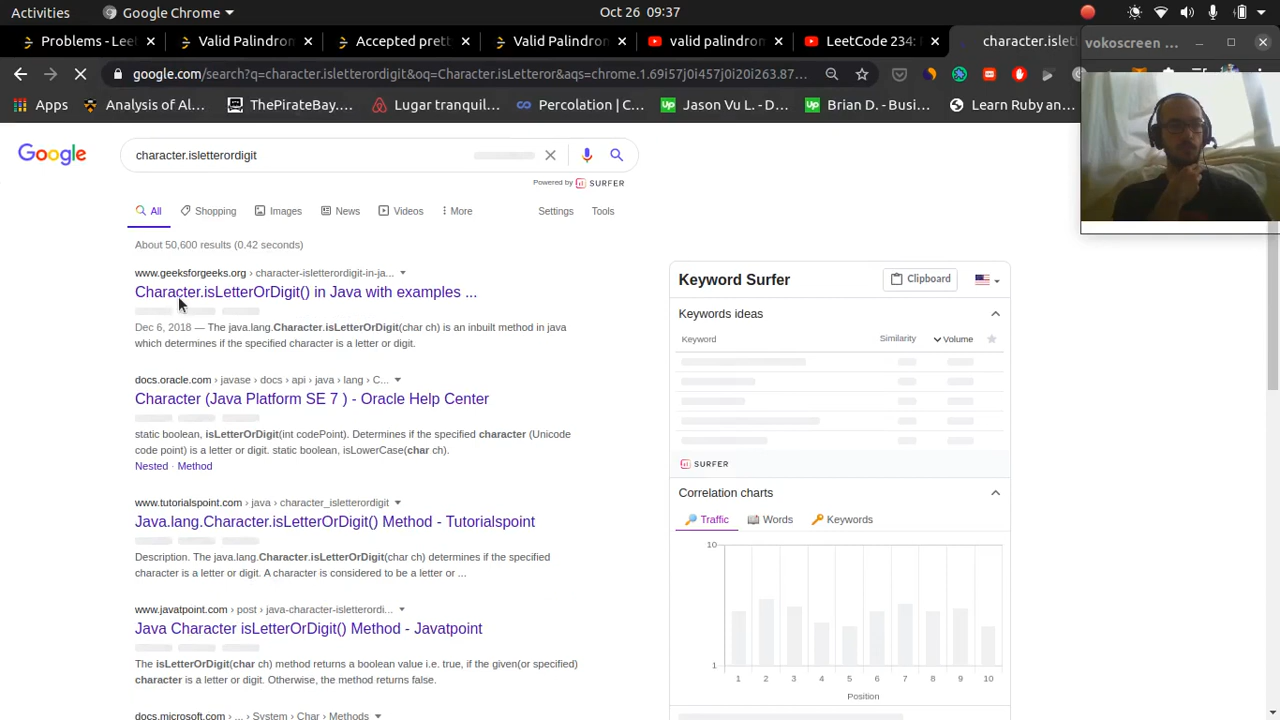 Activities
Google Chrome
Oct 26 09:37
Problems - Lee
Valid Palindro
Accepted prett
Valid Palindro
valid palindro
LeetCode 234:
character.islet
vokoscreen ...
google.com/search?q=character.isletterordigit&oq=Character.isLetteror&aqs=chrome.1.69i57j0i457j0i20i263.87...
Apps
Analysis of Al...
ThePirateBay....
Lugar tranquil...
Percolation | C...
Jason Vu L. - D...
Brian D. - Busi...
Learn Ruby an...
Google
character.isletterordigit
Powered by SURFER
All
Shopping
Images
News
Videos
More
Settings
Tools
About 50,600 results (0.42 seconds)
www.geeksforgeeks.org › character-isletterordigit-in-ja...
Character.isLetterOrDigit() in Java with examples ...
Dec 6, 2018 — The java.lang.Character.isLetterOrDigit(char ch) is an inbuilt method in java
which determines if the specified character is a letter or digit.
docs.oracle.com › javase › docs › api › java › lang › C...
Character (Java Platform SE 7 ) - Oracle Help Center
static boolean, isLetterOrDigit(int codePoint). Determines if the specified character (Unicode
code point) is a letter or digit. static boolean, isLowerCase(char ch).
Nested · Method
www.tutorialspoint.com › java › character_isletterordigit
Java.lang.Character.isLetterOrDigit() Method - Tutorialspoint
Description. The java.lang.Character.isLetterOrDigit(char ch) determines if the specified
character is a letter or digit. A character is considered to be a letter or ...
www.javatpoint.com › post › java-character-isletterordi...
Java Character isLetterOrDigit() Method - Javatpoint
The isLetterOrDigit(char ch) method returns a boolean value i.e. true, if the given(or specified)
character is a letter or digit. Otherwise, the method returns false.
docs.microsoft.com › ... › System › Char › Methods
Keyword Surfer
Clipboard
Keywords ideas
Keyword
Similarity
Volume
SURFER
Correlation charts
Traffic
Words
Keywords
10
1
1 2 3 4 5 6 7 8 9 10
Position